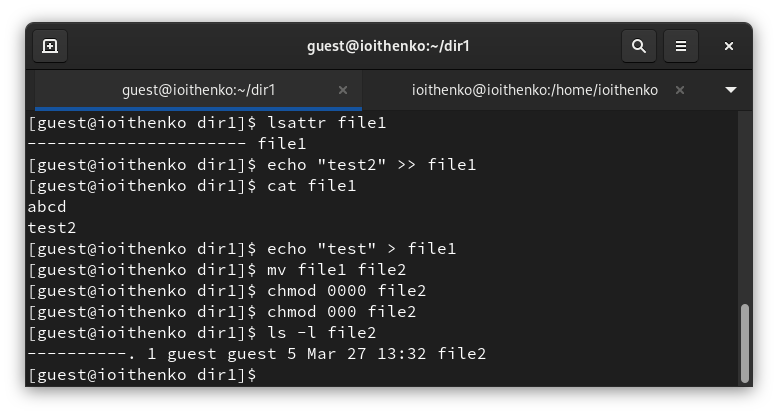 guest@ioithenko:~/dir1
guest@ioithenko:~/dir1
ioithenko@ioithenko:/home/ioithenko
[guest@ioithenko dir1]$ lsattr file1
---------------------- file1
[guest@ioithenko dir1]$ echo "test2" >> file1
[guest@ioithenko dir1]$ cat file1
abcd
test2
[guest@ioithenko dir1]$ echo "test" > file1
[guest@ioithenko dir1]$ mv file1 file2
[guest@ioithenko dir1]$ chmod 0000 file2
[guest@ioithenko dir1]$ chmod 000 file2
[guest@ioithenko dir1]$ ls -l file2
----------. 1 guest guest 5 Mar 27 13:32 file2
[guest@ioithenko dir1]$